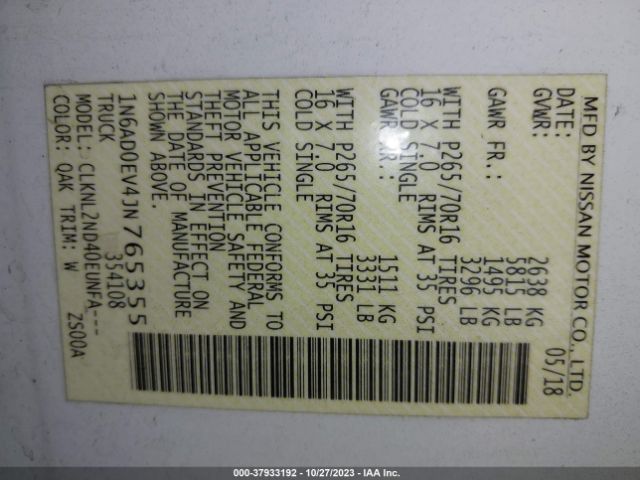 MFD BY NISSAN MOTOR CO., LTD.
DATE: 05/18
GVWR: 2638 KG
5815 LB
GAWR FR.: 1495 KG
3296 LB
WITH P265/70R16 TIRES
16 X 7.0 RIMS AT 35 PSI
COLD SINGLE
GAWR RR.: 1511 KG
3331 LB
WITH P265/70R16 TIRES
16 X 7.0 RIMS AT 35 PSI
COLD SINGLE
THIS VEHICLE CONFORMS TO
ALL APPLICABLE FEDERAL
MOTOR VEHICLE SAFETY AND
THEFT PREVENTION
STANDARDS IN EFFECT ON
THE DATE OF MANUFACTURE
SHOWN ABOVE.
1N6AD0EV4JN765355
TRUCK 354108
MODEL: CLKNL2ND40EUNFA---
COLOR: QAK TRIM: W 2S00A
000-37933192 - 10/27/2023 - IAA Inc.